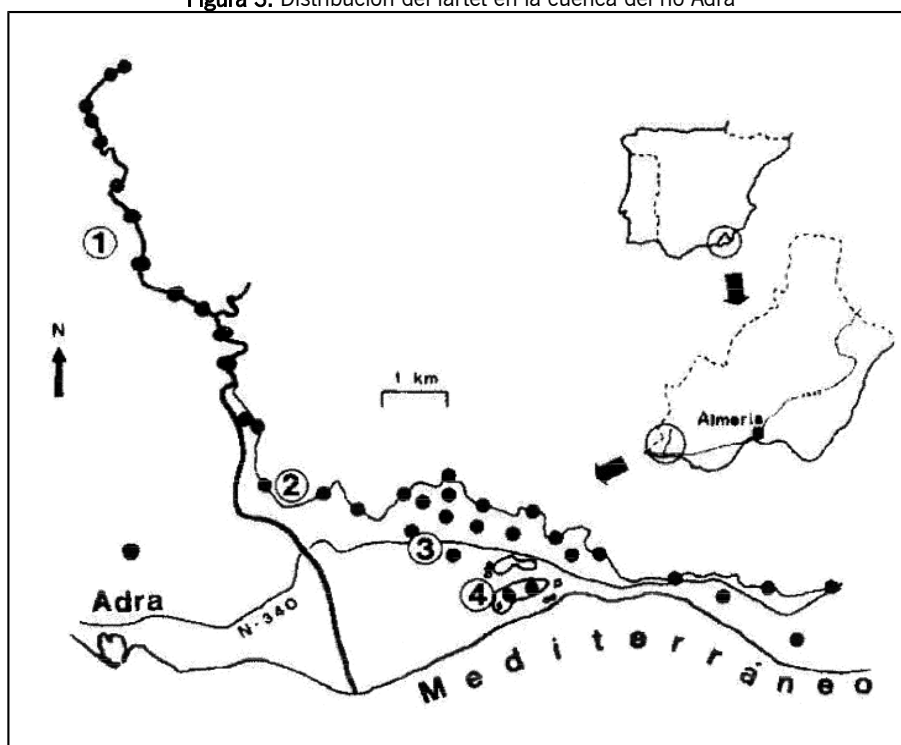 Figura 3. Distribución del fartet en la cuenca del río Adra
1
N
1 km
Almería
2
3
4
Adra
N-340
Mediterráneo